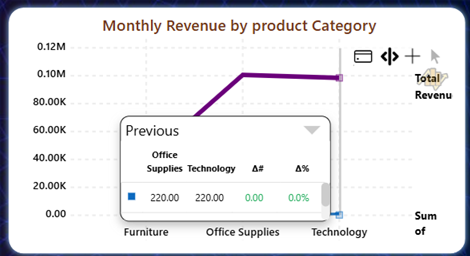 Monthly Revenue by product Category
0.12M
0.10M
80.00K
60.00K
40.00K
20.00K
0.00
Total
Revenu
Previous
Office
Supplies Technology Δ# Δ%
220.00 220.00 0.00 0.0%
Sum
of
Furniture Office Supplies Technology